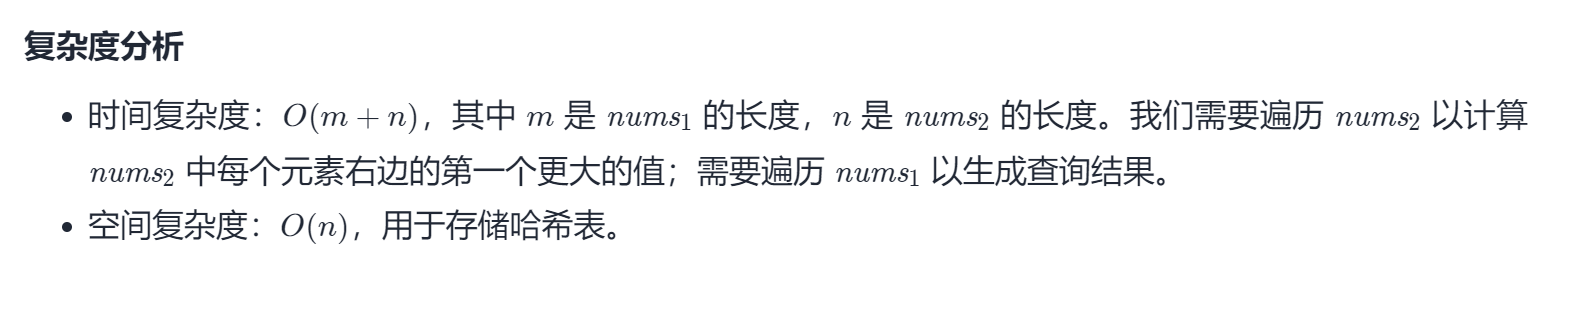 复杂度分析
• 时间复杂度：O(m + n)，其中 m 是 nums₁ 的长度，n 是 nums₂ 的长度。我们需要遍历 nums₂ 以计算
nums₂ 中每个元素右边的第一个更大的值；需要遍历 nums₁ 以生成查询结果。
• 空间复杂度：O(n)，用于存储哈希表。